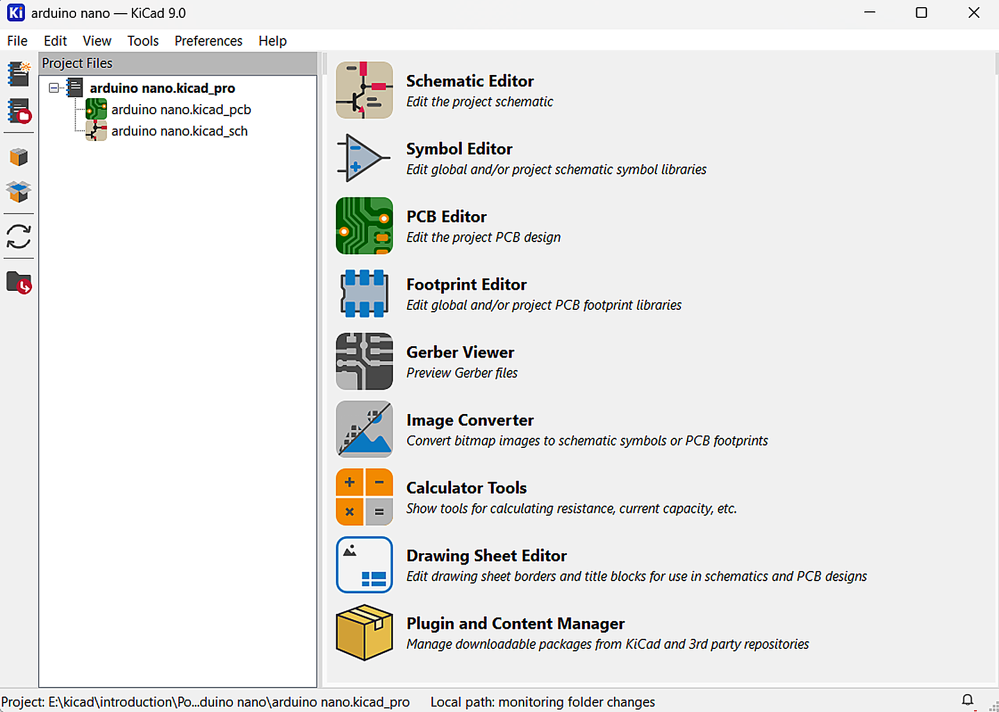 Ki arduino nano — KiCad 9.0
File Edit View Tools Preferences Help
Project Files
arduino nano.kicad_pro
arduino nano.kicad_pcb
arduino nano.kicad_sch
Schematic Editor
Edit the project schematic
Symbol Editor
Edit global and/or project schematic symbol libraries
PCB Editor
Edit the project PCB design
Footprint Editor
Edit global and/or project PCB footprint libraries
Gerber Viewer
Preview Gerber files
Image Converter
Convert bitmap images to schematic symbols or PCB footprints
Calculator Tools
Show tools for calculating resistance, current capacity, etc.
Drawing Sheet Editor
Edit drawing sheet borders and title blocks for use in schematics and PCB designs
Plugin and Content Manager
Manage downloadable packages from KiCad and 3rd party repositories
Project: E:\kicad\introduction\Po...duino nano\arduino nano.kicad_pro Local path: monitoring folder changes